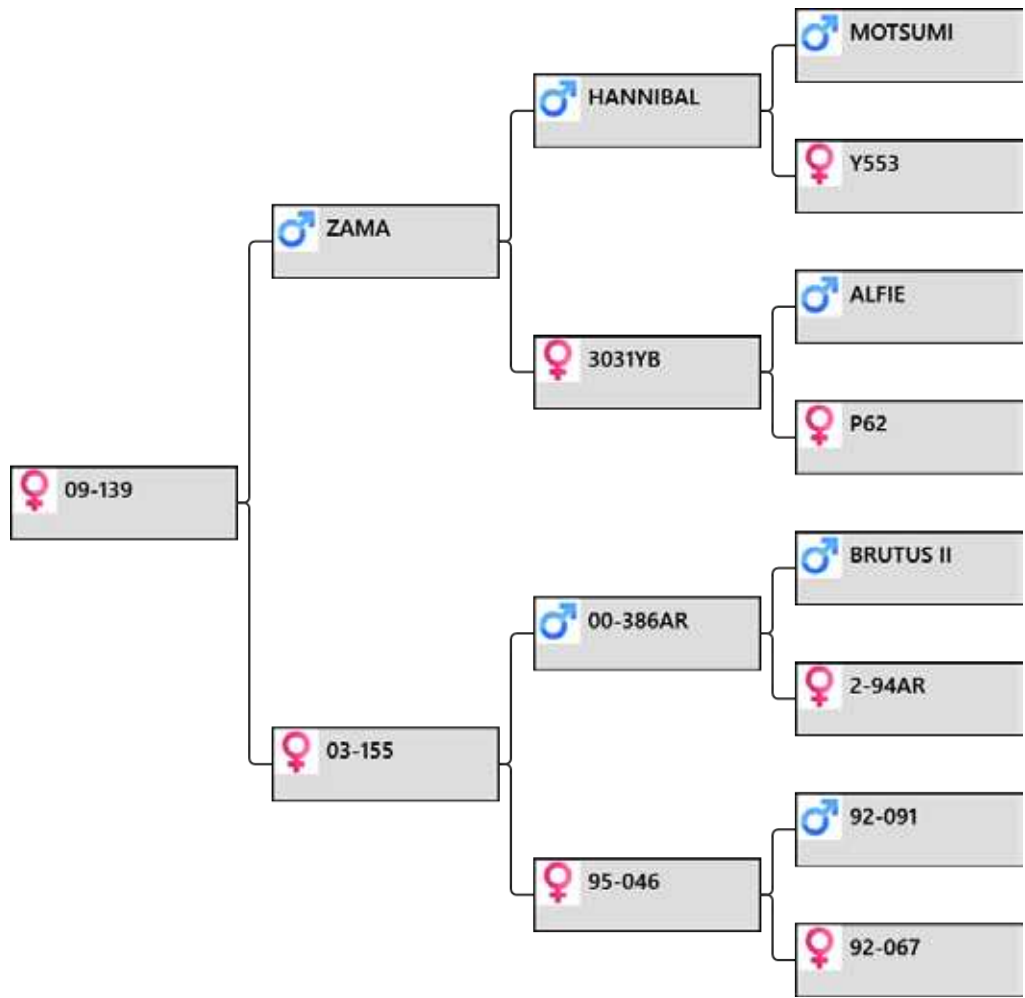 MOTSUMI
HANNIBAL
Y553
ZAMA
ALFIE
3031YB
P62
09-139
BRUTUS II
00-386AR
2-94AR
03-155
92-091
95-046
92-067